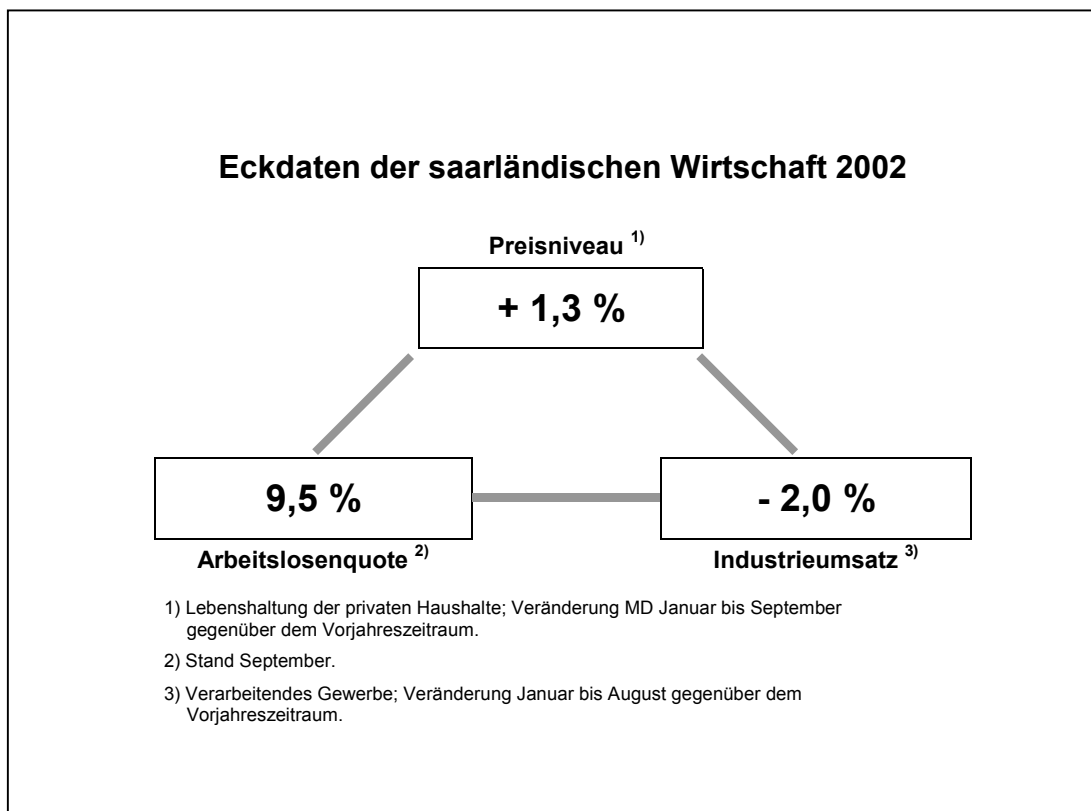 Eckdaten der saarländischen Wirtschaft 2002
Preisniveau 1)
+ 1,3 %
9,5 %
- 2,0 %
Arbeitslosenquote 2)
Industrieumsatz 3)
1) Lebenshaltung der privaten Haushalte; Veränderung MD Januar bis September
gegenüber dem Vorjahreszeitraum.
2) Stand September.
3) Verarbeitendes Gewerbe; Veränderung Januar bis August gegenüber dem
Vorjahreszeitraum.